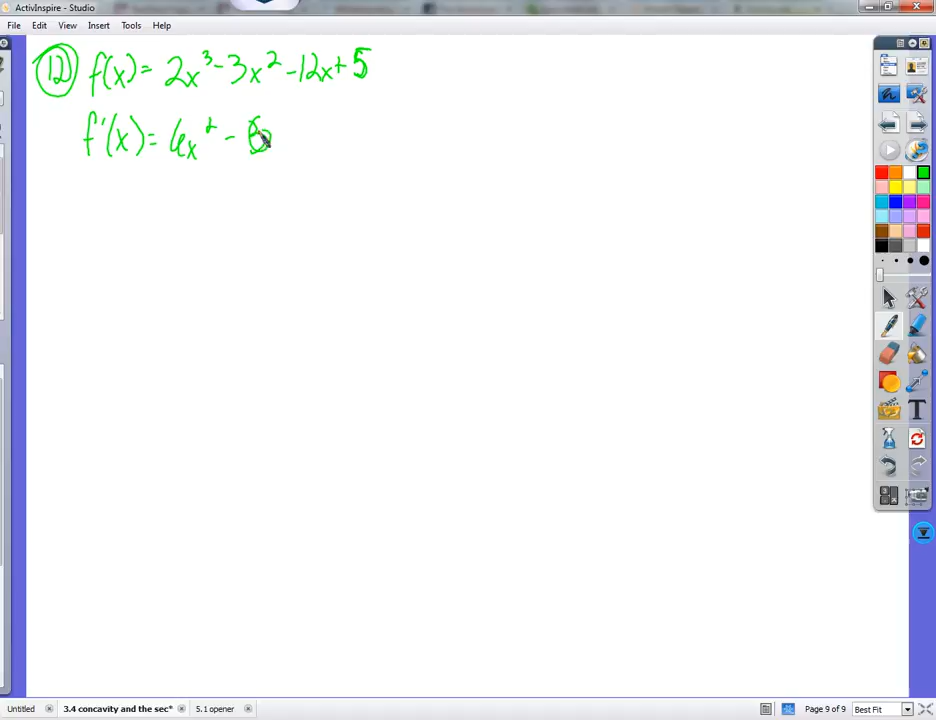 ActivInspire - Studio
File Edit View Insert Tools Help
12 f(x) = 2x³ - 3x² - 12x + 5
f'(x) = 6x² - 6
T
Untitled 3.4 concavity and the sec* 5.1 opener Page 9 of 9 Best Fit